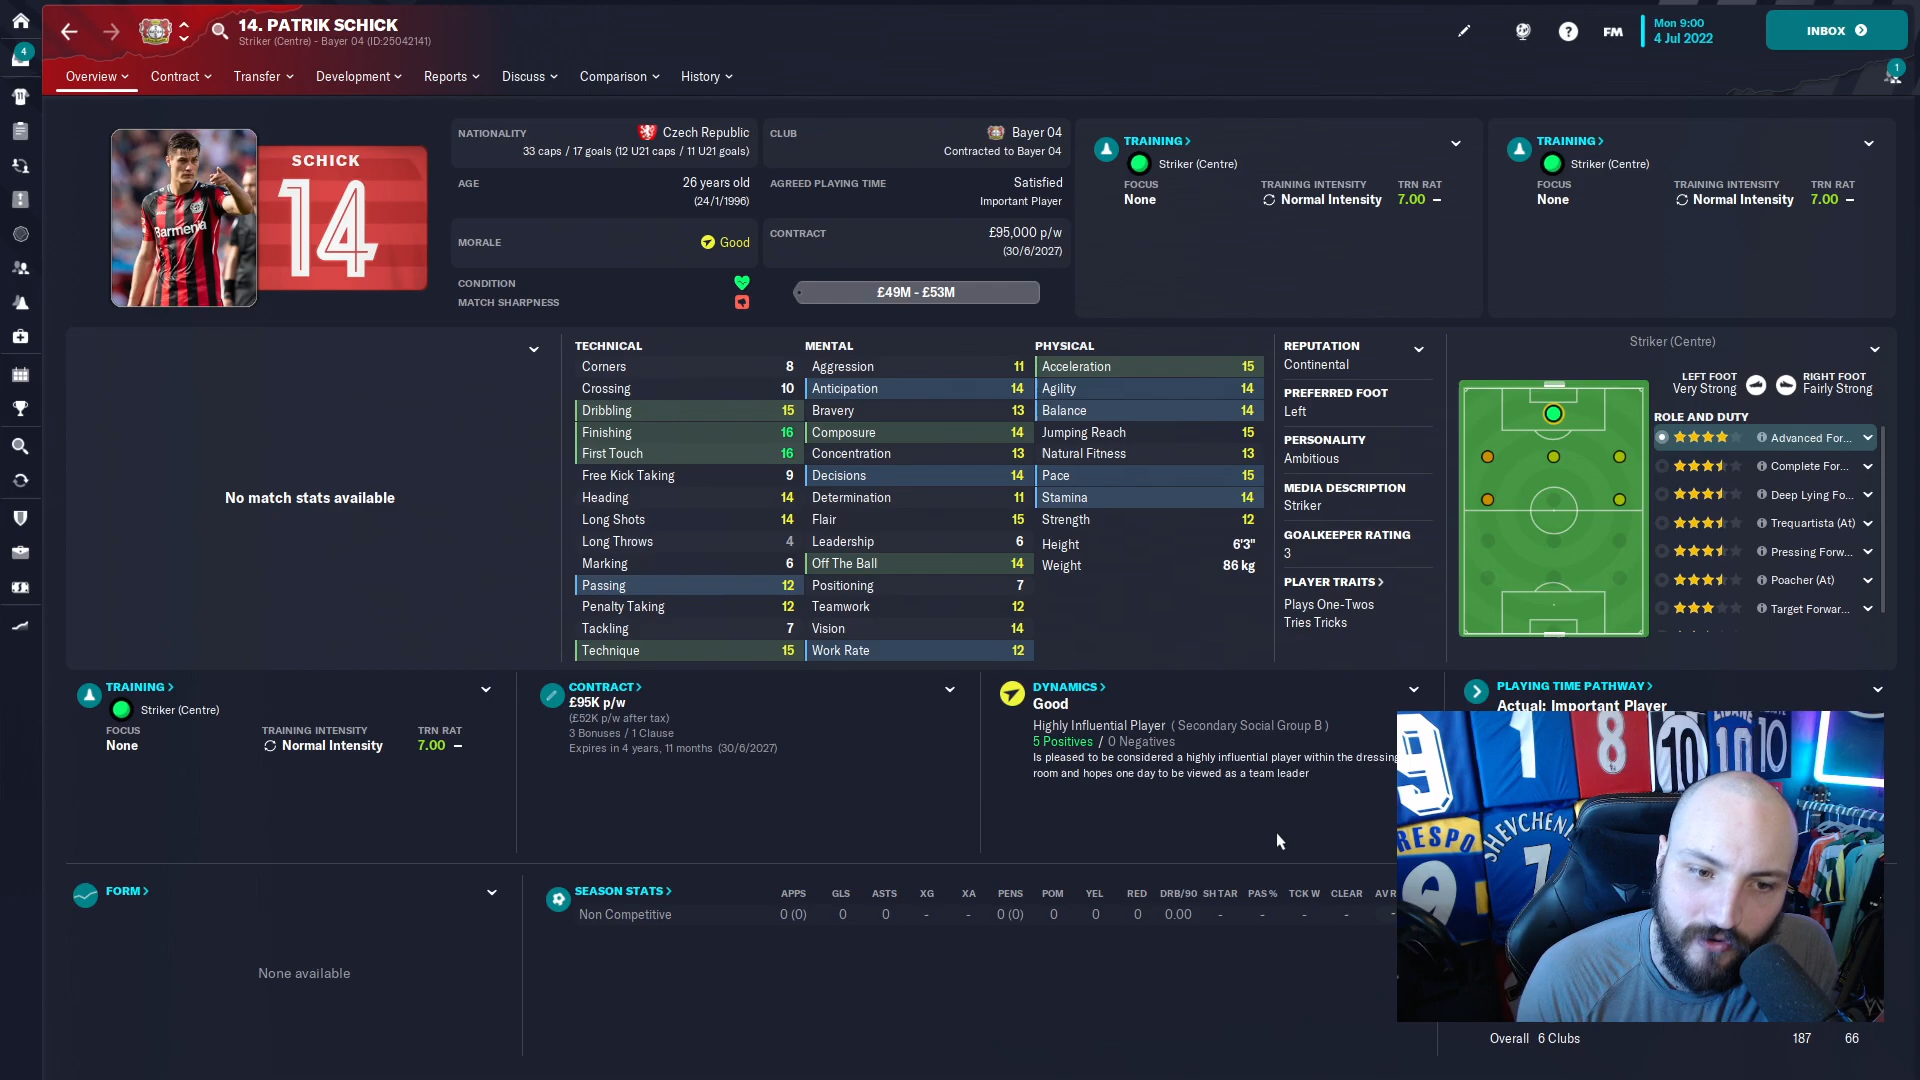 14. PATRIK SCHICK
Striker (Centre) - Bayer 04 (ID:25042141)
FM
Mon 9:00
4 Jul 2022
INBOX
4
11
1
Overview
Contract
Transfer
Development
Reports
Discuss
Comparison
History
Barmenia
SCHICK
14
NATIONALITY
Czech Republic
33 caps / 17 goals (12 U21 caps / 11 U21 goals)
AGE
26 years old
(24/1/1996)
MORALE
Good
CONDITION
MATCH SHARPNESS
CLUB
Bayer 04
Contracted to Bayer 04
AGREED PLAYING TIME
Satisfied
Important Player
CONTRACT
£95,000 p/w
(30/6/2027)
£49M - £53M
TRAINING
Striker (Centre)
FOCUS
None
TRAINING INTENSITY
Normal Intensity
TRN RAT
7.00
TRAINING
Striker (Centre)
FOCUS
None
TRAINING INTENSITY
Normal Intensity
TRN RAT
7.00
No match stats available
TECHNICAL
Corners 8
Crossing 10
Dribbling 15
Finishing 16
First Touch 16
Free Kick Taking 9
Heading 14
Long Shots 14
Long Throws 4
Marking 6
Passing 12
Penalty Taking 12
Tackling 7
Technique 15
MENTAL
Aggression 11
Anticipation 14
Bravery 13
Composure 14
Concentration 13
Decisions 14
Determination 11
Flair 15
Leadership 6
Off The Ball 14
Positioning 7
Teamwork 12
Vision 14
Work Rate 12
PHYSICAL
Acceleration 15
Agility 14
Balance 14
Jumping Reach 15
Natural Fitness 13
Pace 15
Stamina 14
Strength 12
Height 6'3"
Weight 86 kg
REPUTATION
Continental
PREFERRED FOOT
Left
PERSONALITY
Ambitious
MEDIA DESCRIPTION
Striker
GOALKEEPER RATING
3
PLAYER TRAITS
Plays One-Twos
Tries Tricks
Striker (Centre)
LEFT FOOT
Very Strong
RIGHT FOOT
Fairly Strong
ROLE AND DUTY
Advanced For...
Complete For...
Deep Lying Fo...
Trequartista (At)
Pressing Forw...
Poacher (At)
Target Forwar...
TRAINING
Striker (Centre)
FOCUS
None
TRAINING INTENSITY
Normal Intensity
TRN RAT
7.00
CONTRACT
£95K p/w
(£52K p/w after tax)
3 Bonuses / 1 Clause
Expires in 4 years, 11 months (30/6/2027)
DYNAMICS
Good
Highly Influential Player (Secondary Social Group B)
5 Positives / 0 Negatives
Is pleased to be considered a highly influential player within the dressing
room and hopes one day to be viewed as a team leader
PLAYING TIME PATHWAY
Actual: Important Player
FORM
None available
SEASON STATS
APPS GLS ASTS XG XA PENS POM YEL RED DRB/90 SH TAR PAS % TCK W CLEAR AV R
Non Competitive 0 (0) 0 0 - - 0 (0) 0 0 0 0.00 - - - - -
9
1
8
10
10
10
RESPO
9
SHEVCHEN
7
Overall 6 Clubs 187 66